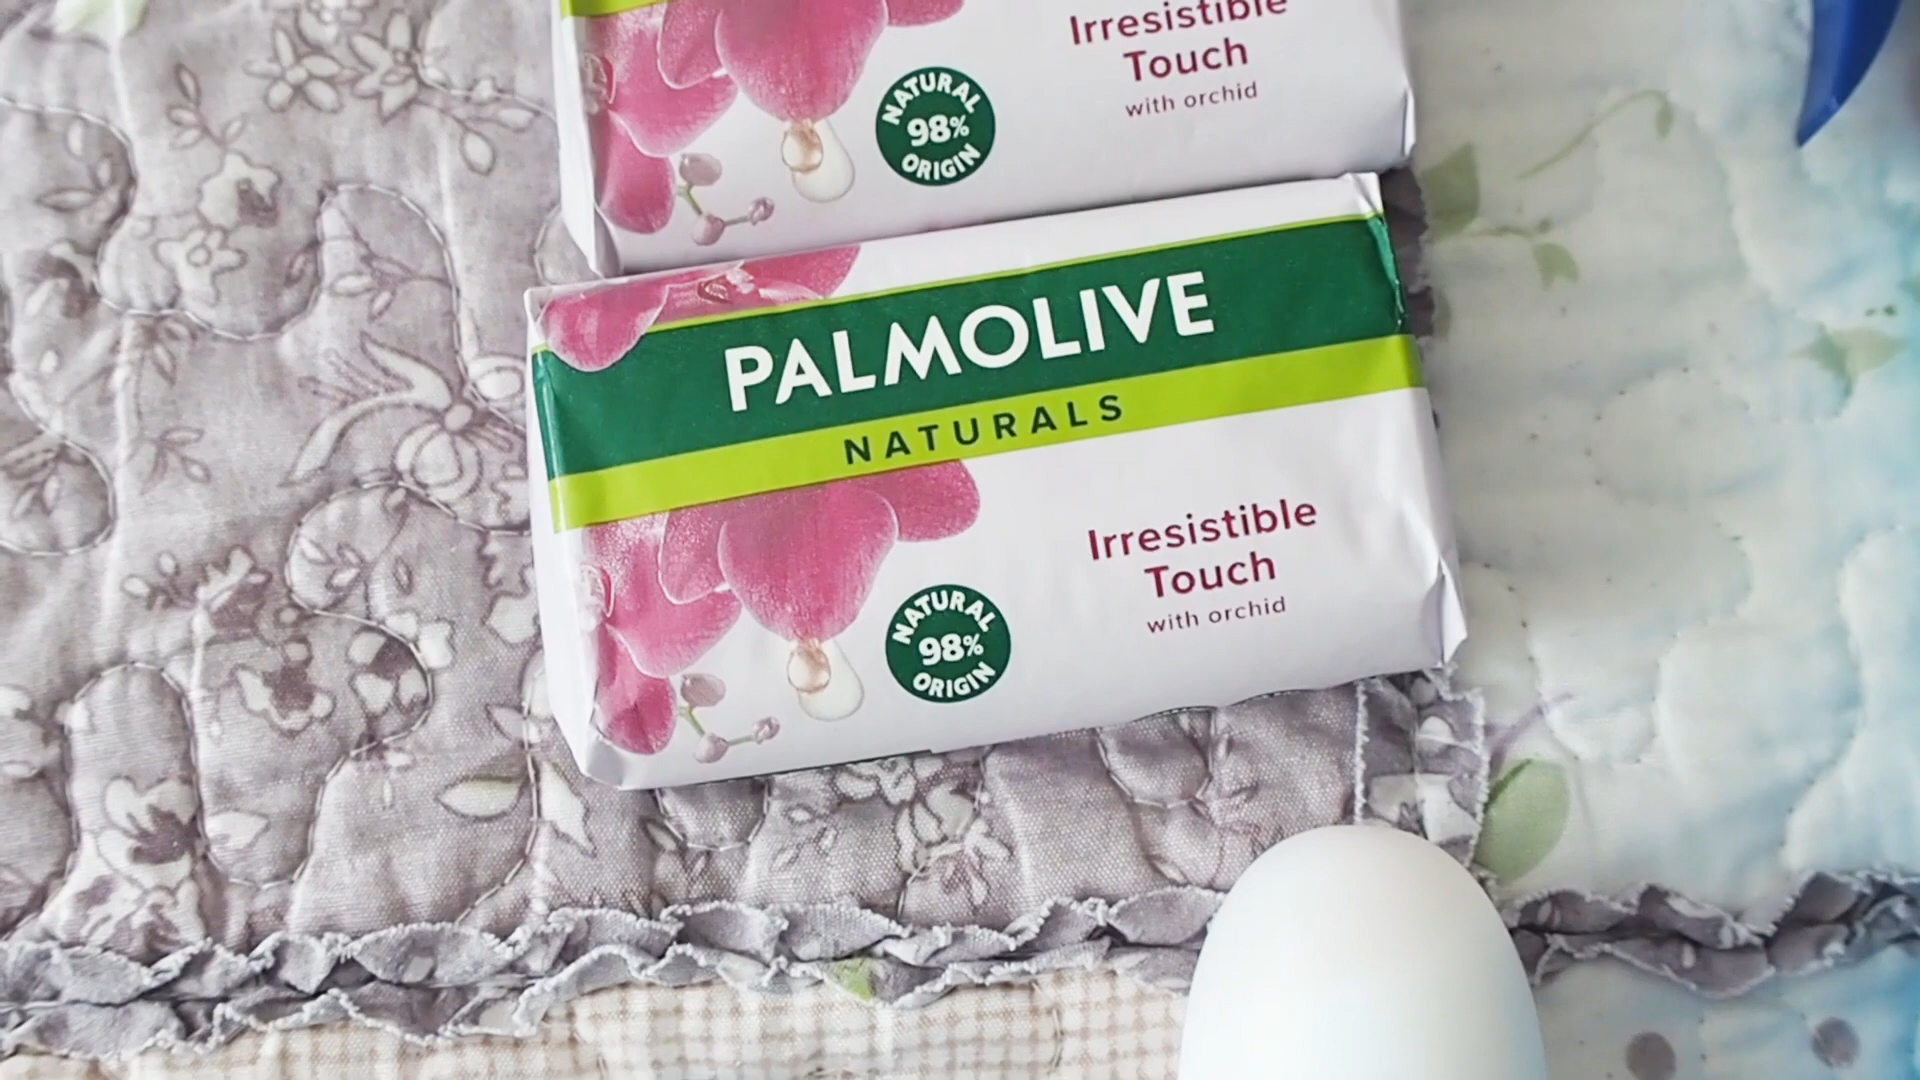 Irresistible
Touch
with orchid
NATURAL
98%
ORIGIN
PALMOLIVE
NATURALS
Irresistible
Touch
with orchid
NATURAL
98%
ORIGIN